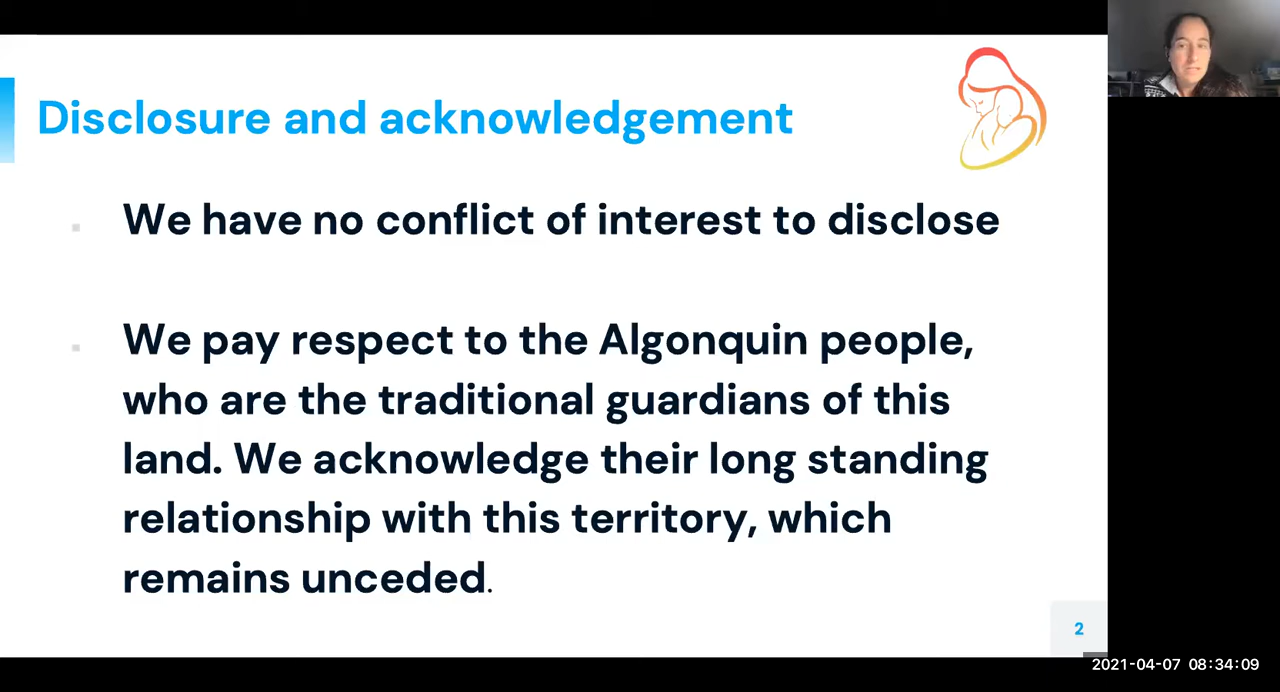 Disclosure and acknowledgement
We have no conflict of interest to disclose
We pay respect to the Algonquin people,
who are the traditional guardians of this
land. We acknowledge their long standing
relationship with this territory, which
remains unceded.
2
2021-04-07 08:34:09